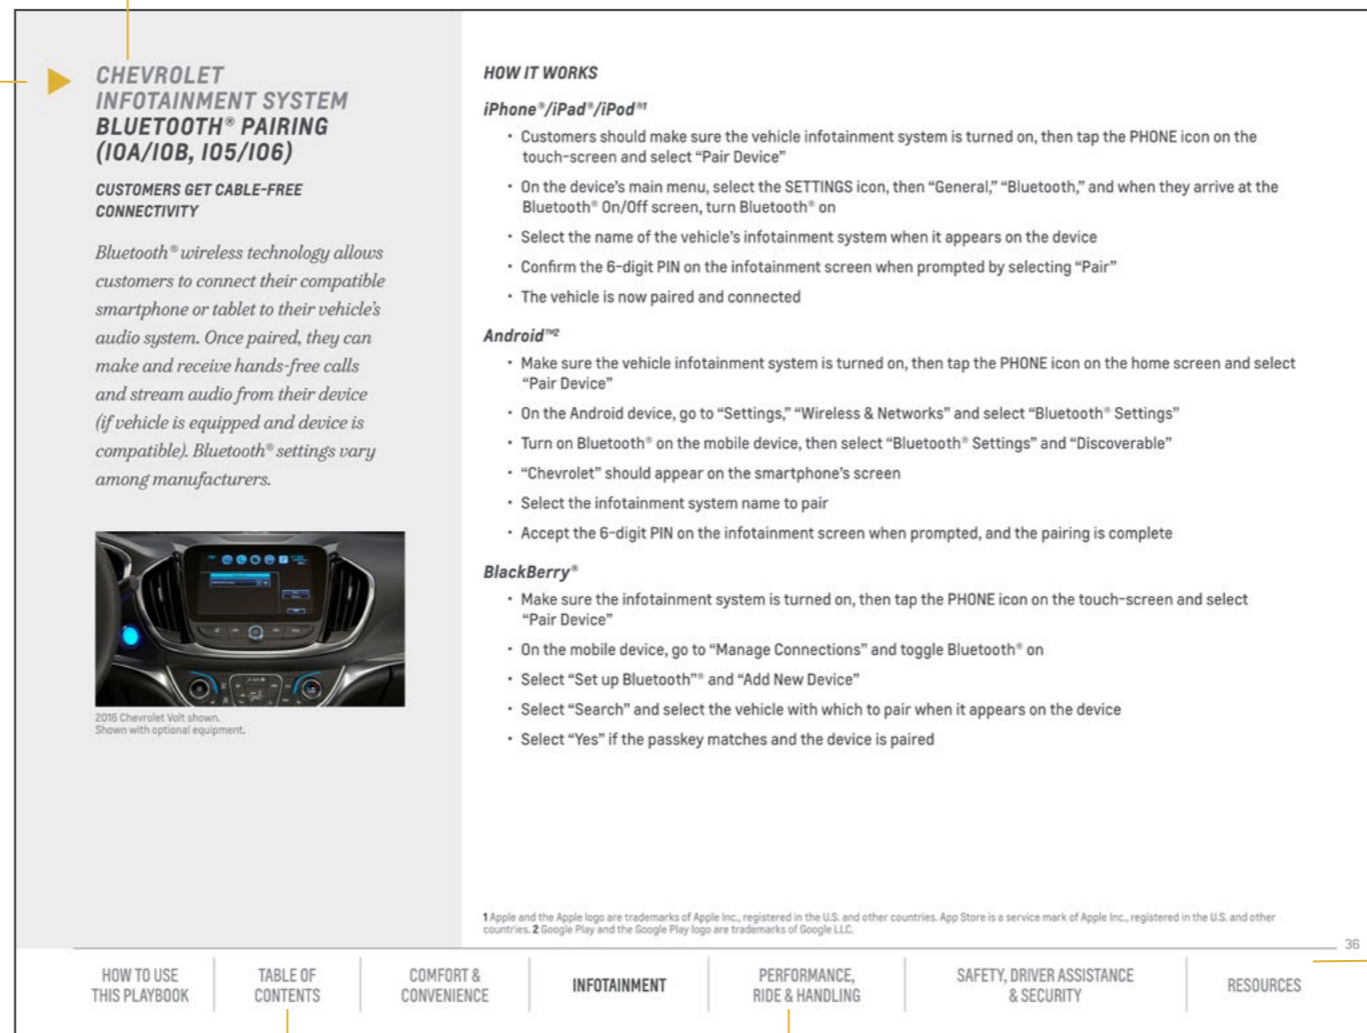 CHEVROLET
INFOTAINMENT SYSTEM
BLUETOOTH® PAIRING
(IOA/IOB, IO5/IO6)
CUSTOMERS GET CABLE-FREE
CONNECTIVITY
Bluetooth® wireless technology allows
customers to connect their compatible
smartphone or tablet to their vehicle's
audio system. Once paired, they can
make and receive hands-free calls
and stream audio from their device
(if vehicle is equipped and device is
compatible). Bluetooth® settings vary
among manufacturers.
2016 Chevrolet Volt shown.
Shown with optional equipment.
HOW IT WORKS
iPhone®/iPad®/iPod®1
· Customers should make sure the vehicle infotainment system is turned on, then tap the PHONE icon on the
touch-screen and select “Pair Device”
· On the device's main menu, select the SETTINGS icon, then “General,” “Bluetooth,” and when they arrive at the
Bluetooth® On/Off screen, turn Bluetooth® on
· Select the name of the vehicle's infotainment system when it appears on the device
· Confirm the 6-digit PIN on the infotainment screen when prompted by selecting “Pair”
· The vehicle is now paired and connected
Android™2
· Make sure the vehicle infotainment system is turned on, then tap the PHONE icon on the home screen and select
“Pair Device”
· On the Android device, go to “Settings,” “Wireless & Networks” and select “Bluetooth® Settings”
· Turn on Bluetooth® on the mobile device, then select “Bluetooth® Settings” and “Discoverable”
· “Chevrolet” should appear on the smartphone's screen
· Select the infotainment system name to pair
· Accept the 6-digit PIN on the infotainment screen when prompted, and the pairing is complete
BlackBerry®
· Make sure the infotainment system is turned on, then tap the PHONE icon on the touch-screen and select
“Pair Device”
· On the mobile device, go to “Manage Connections” and toggle Bluetooth® on
· Select “Set up Bluetooth”® and “Add New Device”
· Select “Search” and select the vehicle with which to pair when it appears on the device
· Select “Yes” if the passkey matches and the device is paired
1 Apple and the Apple logo are trademarks of Apple Inc., registered in the U.S. and other countries. App Store is a service mark of Apple Inc., registered in the U.S. and other
countries. 2 Google Play and the Google Play logo are trademarks of Google LLC.
36
HOW TO USE
THIS PLAYBOOK
TABLE OF
CONTENTS
COMFORT &
CONVENIENCE
INFOTAINMENT
PERFORMANCE,
RIDE & HANDLING
SAFETY, DRIVER ASSISTANCE
& SECURITY
RESOURCES